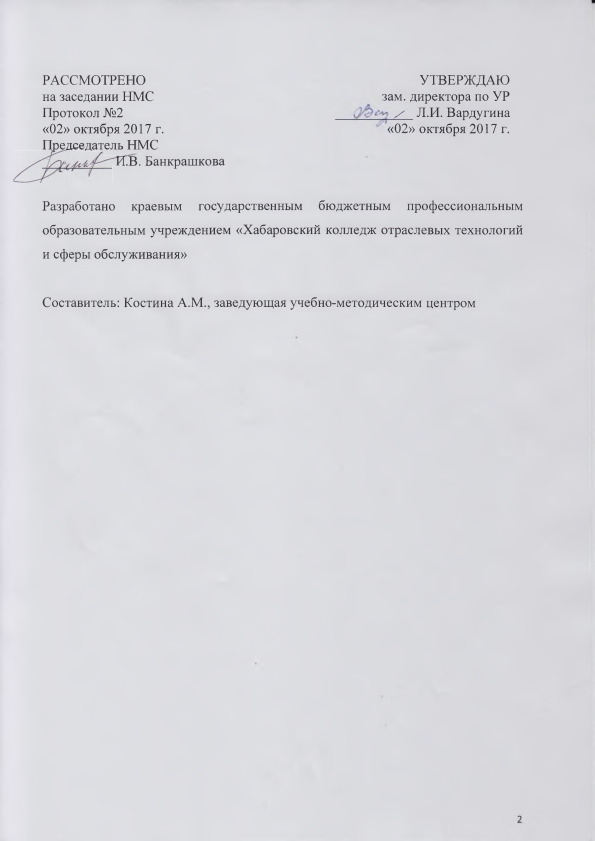 РАССМОТРЕНО
на заседании НМС
Протокол №2
«02» октября 2017 г.
Председатель НМС
И.В. Банкрашкова
УТВЕРЖДАЮ
зам. директора по УР
Л.И. Вардугина
«02» октября 2017 г.
Разработано краевым государственным бюджетным профессиональным
образовательным учреждением «Хабаровский колледж отраслевых технологий
и сферы обслуживания»
Составитель: Костина А.М., заведующая учебно-методическим центром
2